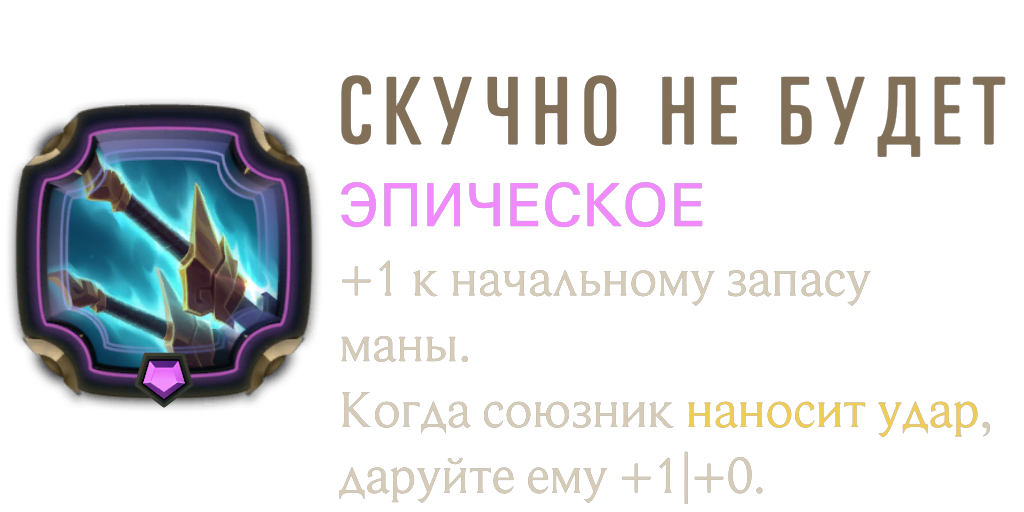 СКУЧНО НЕ БУДЕТ
ЭПИЧЕСКОЕ
+1 к начальному запасу
маны.
Когда союзник наносит удар,
даруйте ему +1|+0.